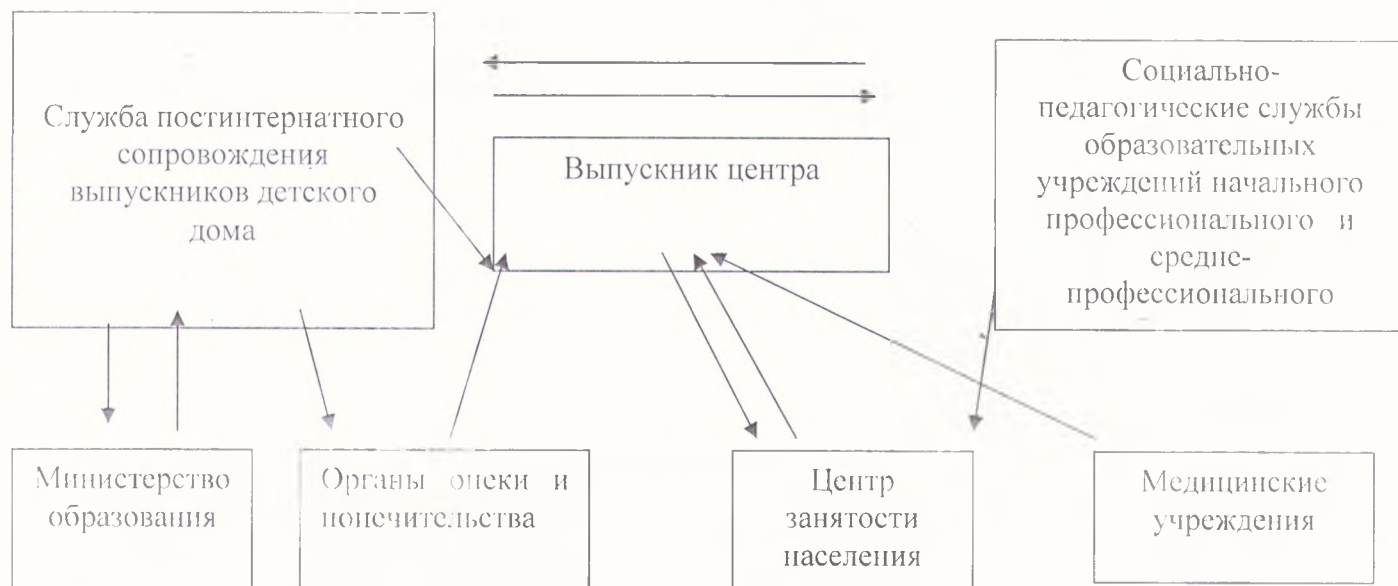 Служба постинтернатного
сопровождения
выпускников детского
дома
Выпускник центра
Социально-
педагогические службы
образовательных
учреждений начального
профессионального и
средне-
профессионального
Министерство
образования
Органы опеки и
попечительства
Центр
занятости
населения
Медицинские
учреждения